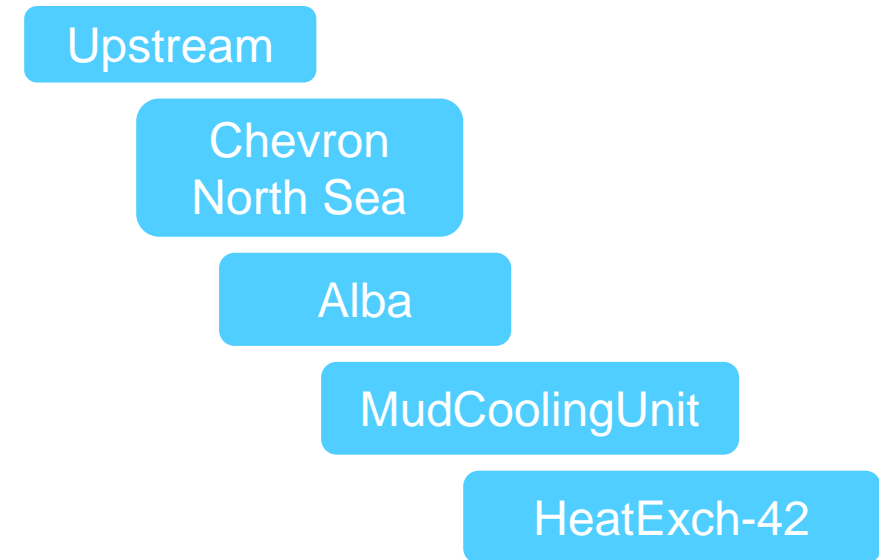 Upstream
Chevron
North Sea
Alba
MudCoolingUnit
HeatExch-42